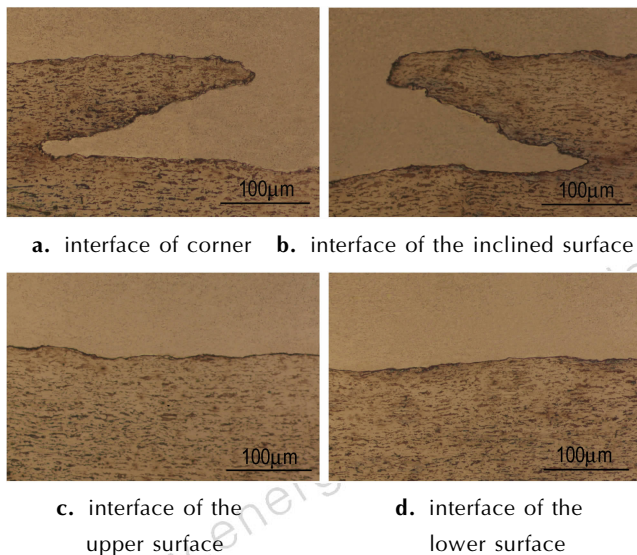 100μm
100μm
a. interface of corner
b. interface of the inclined surface
100μm
100μm
c. interface of the
upper surface
d. interface of the
lower surface
energ